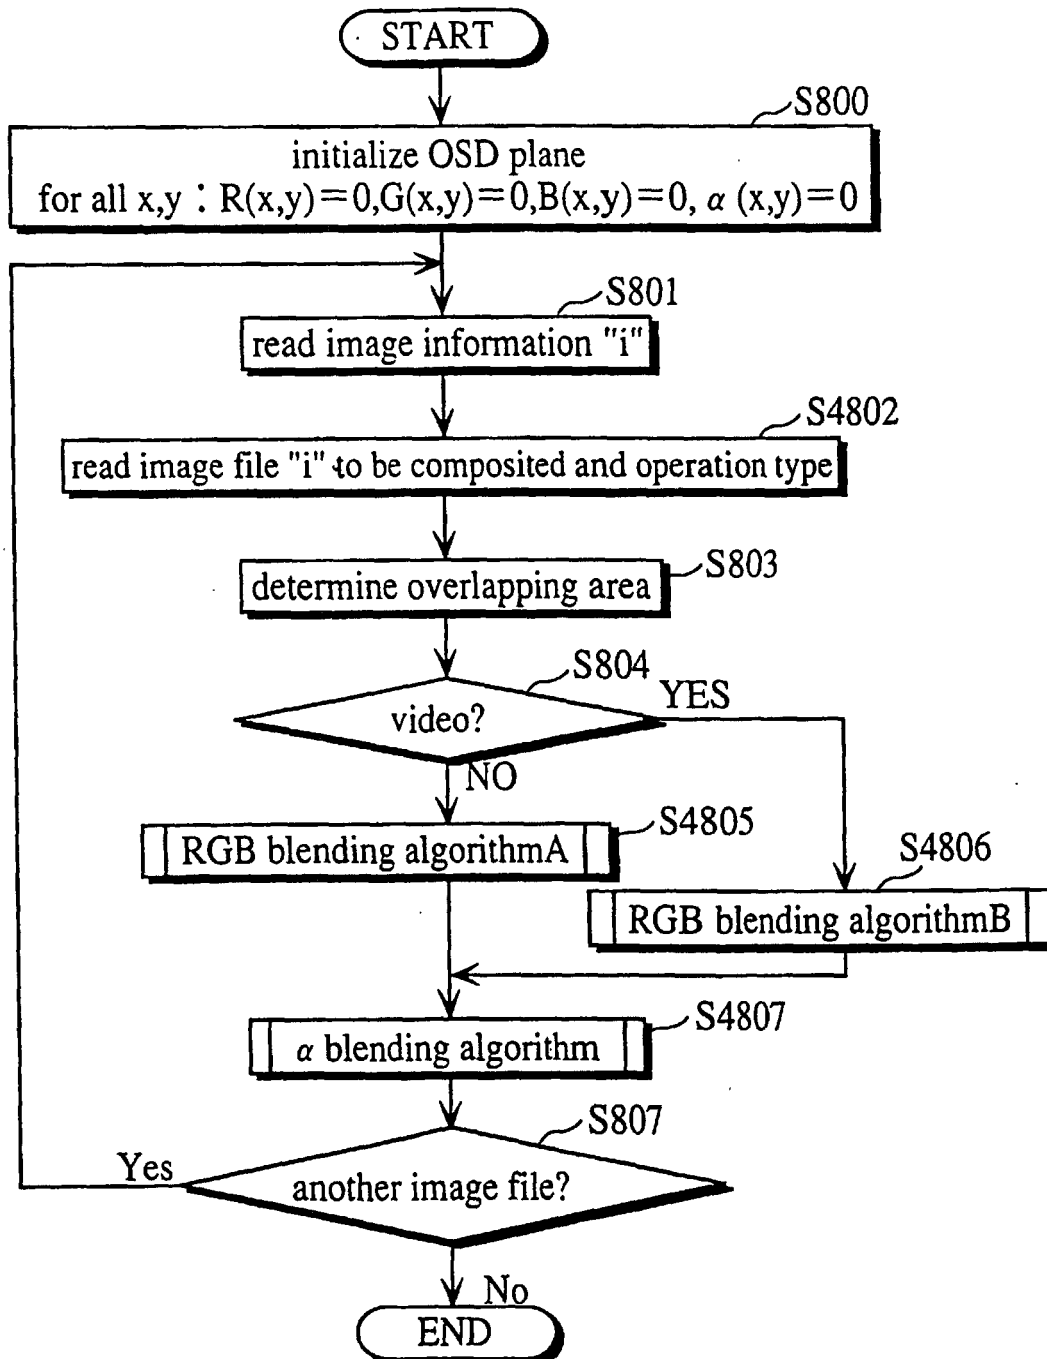 START
S800
initialize OSD plane
for all x,y : R(x,y)=0,G(x,y)=0,B(x,y)=0, α (x,y)=0
S801
read image information "i"
S4802
read image file "i" to be composited and operation type
S803
determine overlapping area
S804
video?
YES
NO
S4805
RGB blending algorithmA
S4806
RGB blending algorithmB
S4807
α blending algorithm
S807
Yes
another image file?
No
END